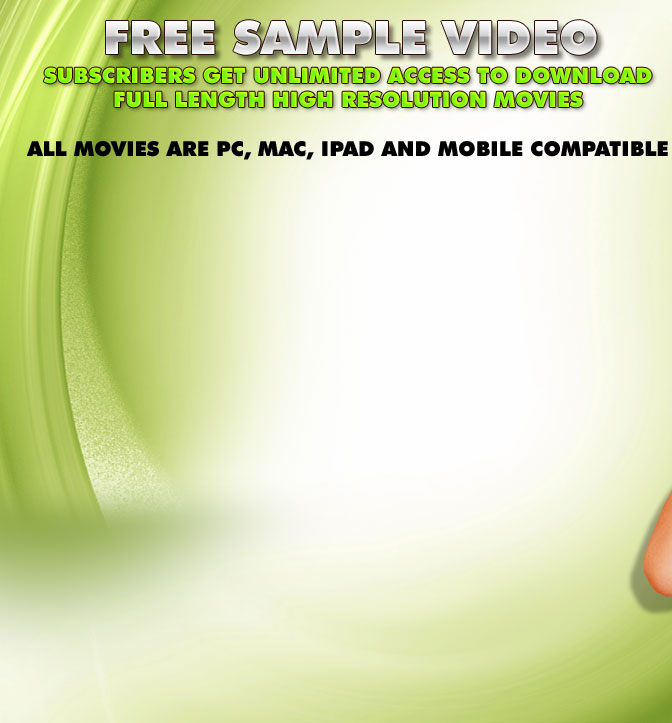 FREE SAMPLE VIDEO
SUBSCRIBERS GET UNLIMITED ACCESS TO DOWNLOAD
FULL LENGTH HIGH RESOLUTION MOVIES
ALL MOVIES ARE PC, MAC, IPAD AND MOBILE COMPATIBLE